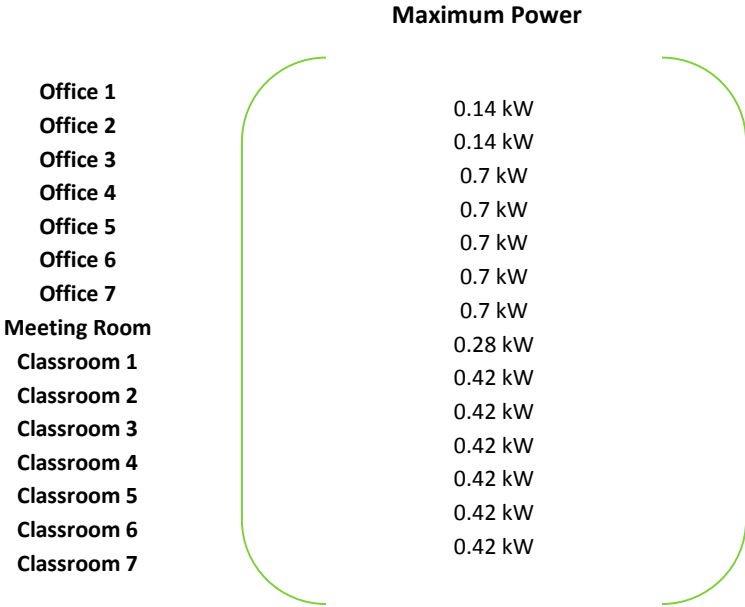 Maximum Power
Office 1
Office 2
Office 3
Office 4
Office 5
Office 6
Office 7
Meeting Room
Classroom 1
Classroom 2
Classroom 3
Classroom 4
Classroom 5
Classroom 6
Classroom 7
0.14 kW
0.14 kW
0.7 kW
0.7 kW
0.7 kW
0.7 kW
0.7 kW
0.28 kW
0.42 kW
0.42 kW
0.42 kW
0.42 kW
0.42 kW
0.42 kW